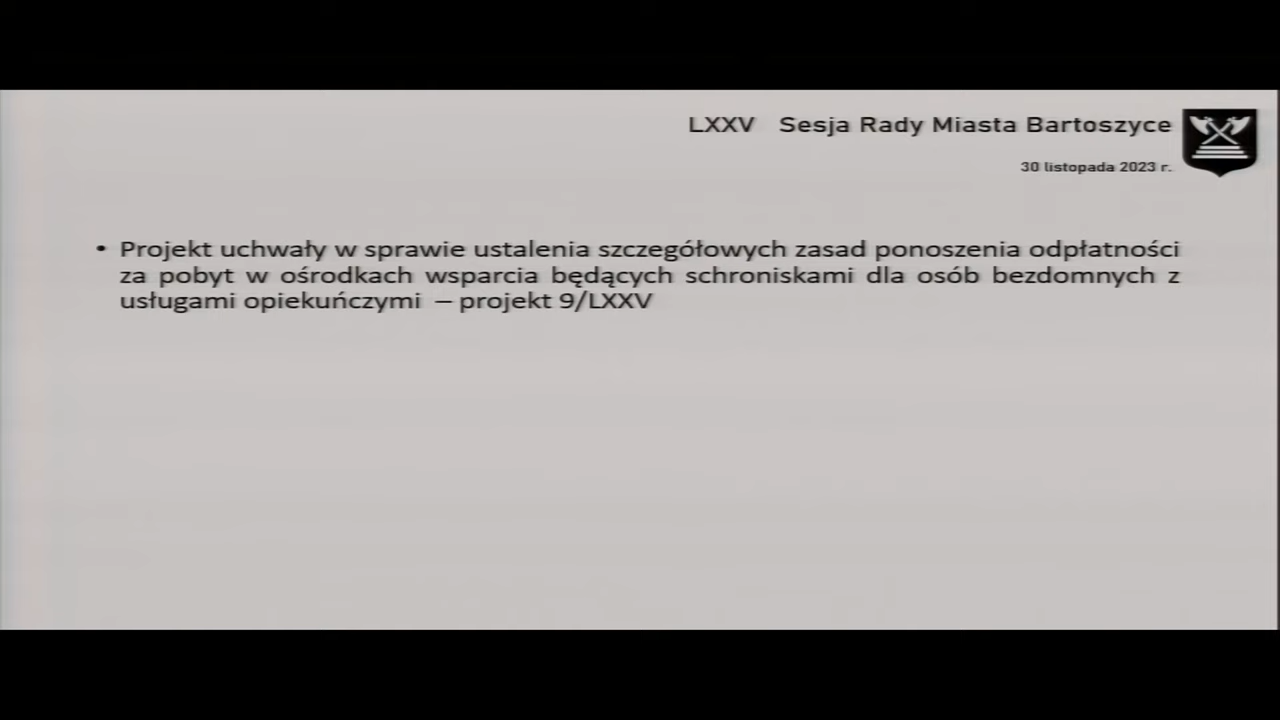 LXXV Sesja Rady Miasta Bartoszyce
30 listopada 2023 r.
• Projekt uchwały w sprawie ustalenia szczegółowych zasad ponoszenia odpłatności
za pobyt w ośrodkach wsparcia będących schroniskami dla osób bezdomnych z
usługami opiekuńczymi – projekt 9/LXXV